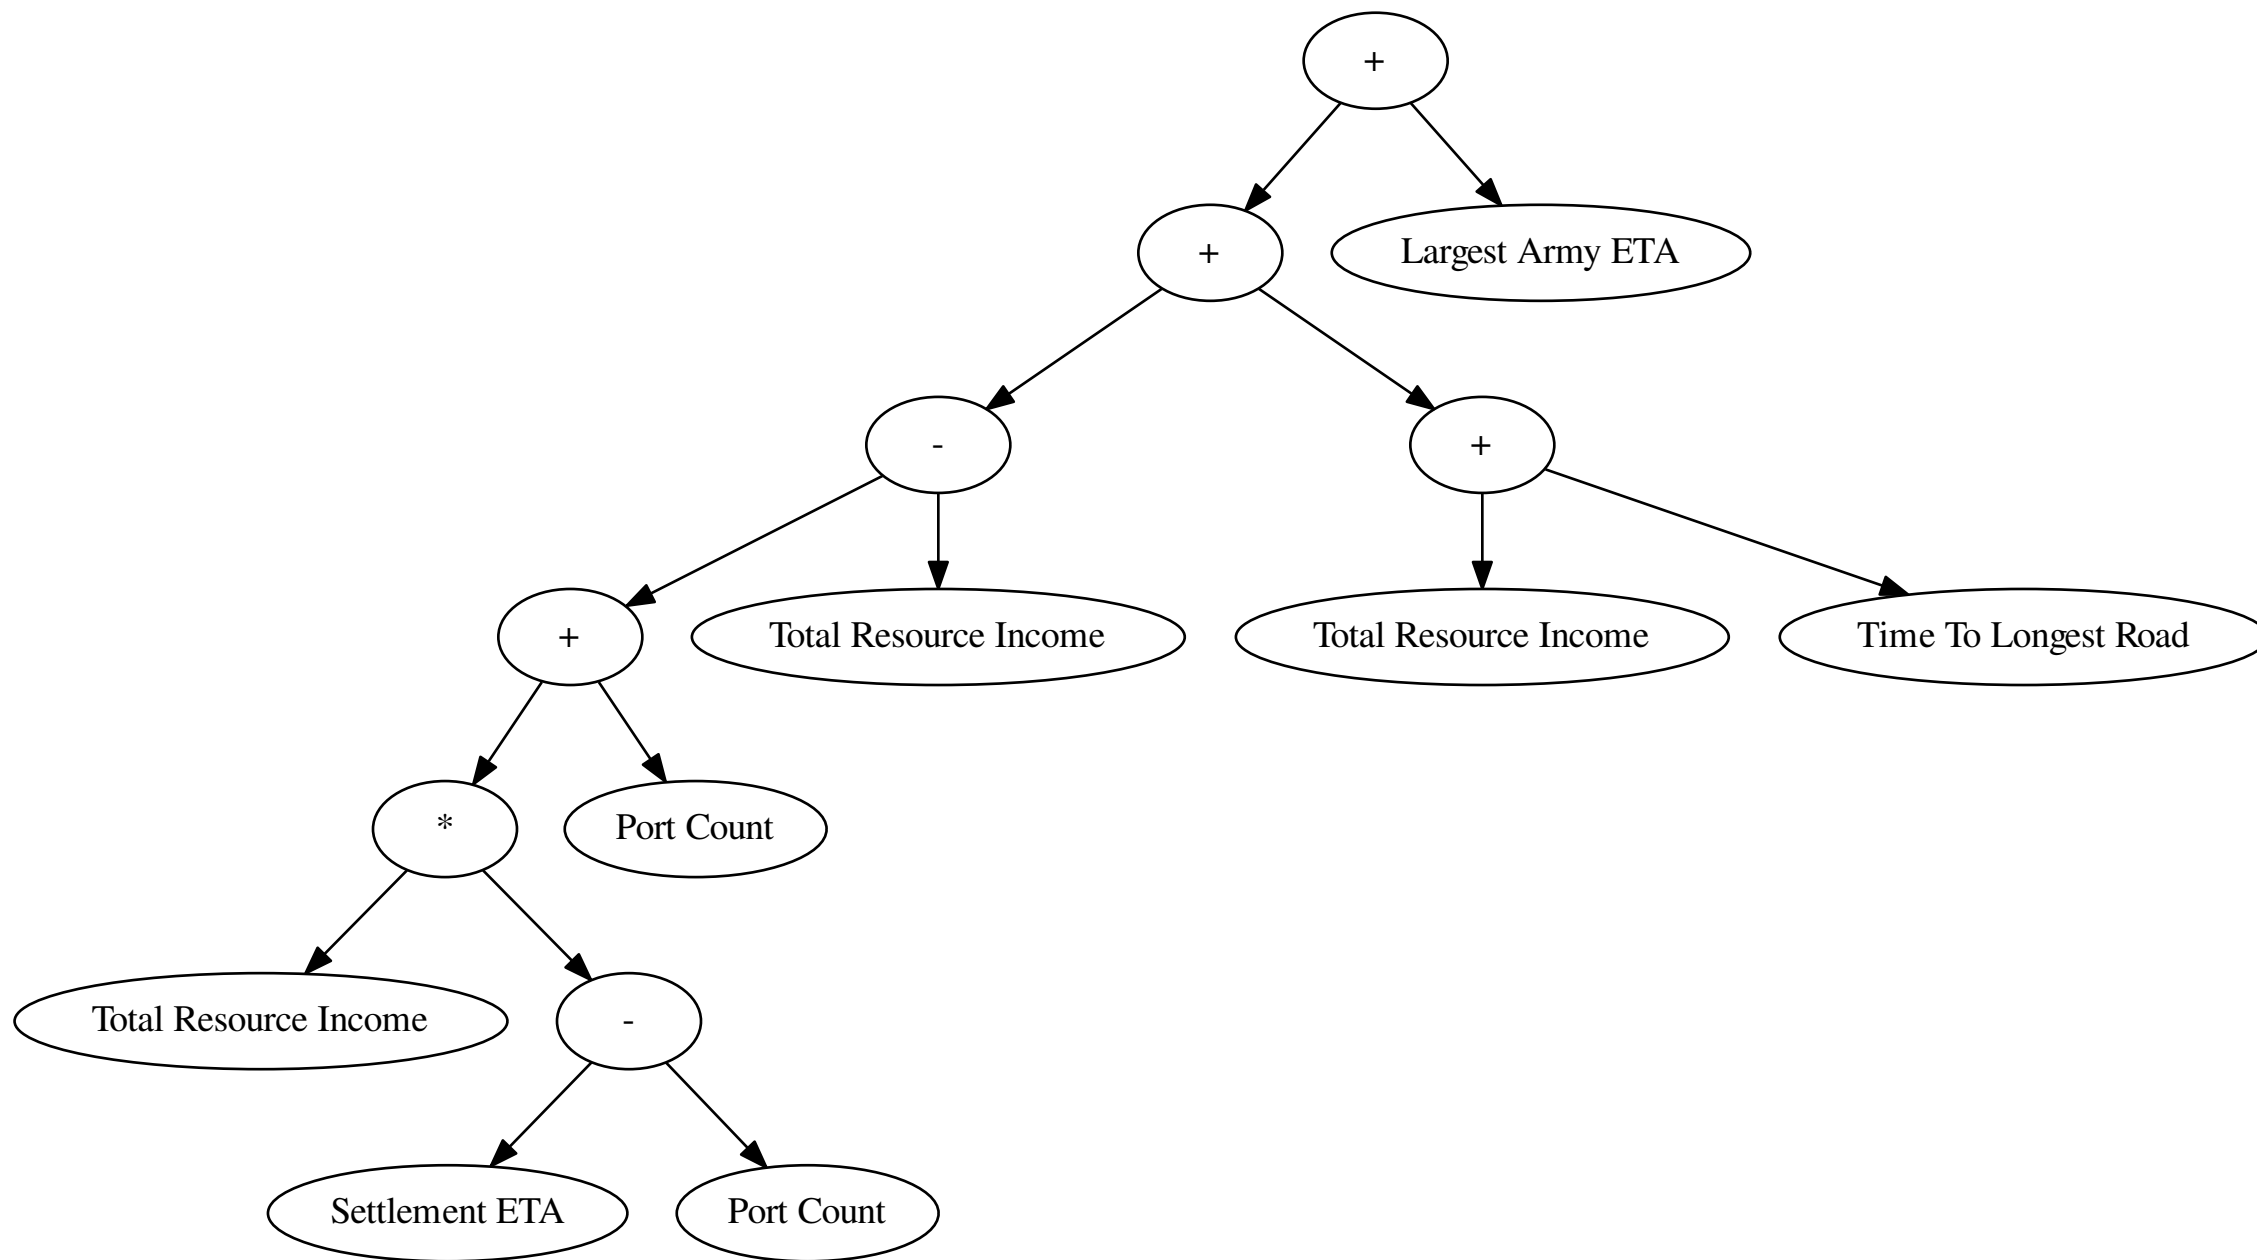 +
+
Largest Army ETA
-
+
+
Total Resource Income
Total Resource Income
Time To Longest Road
*
Port Count
Total Resource Income
-
Settlement ETA
Port Count